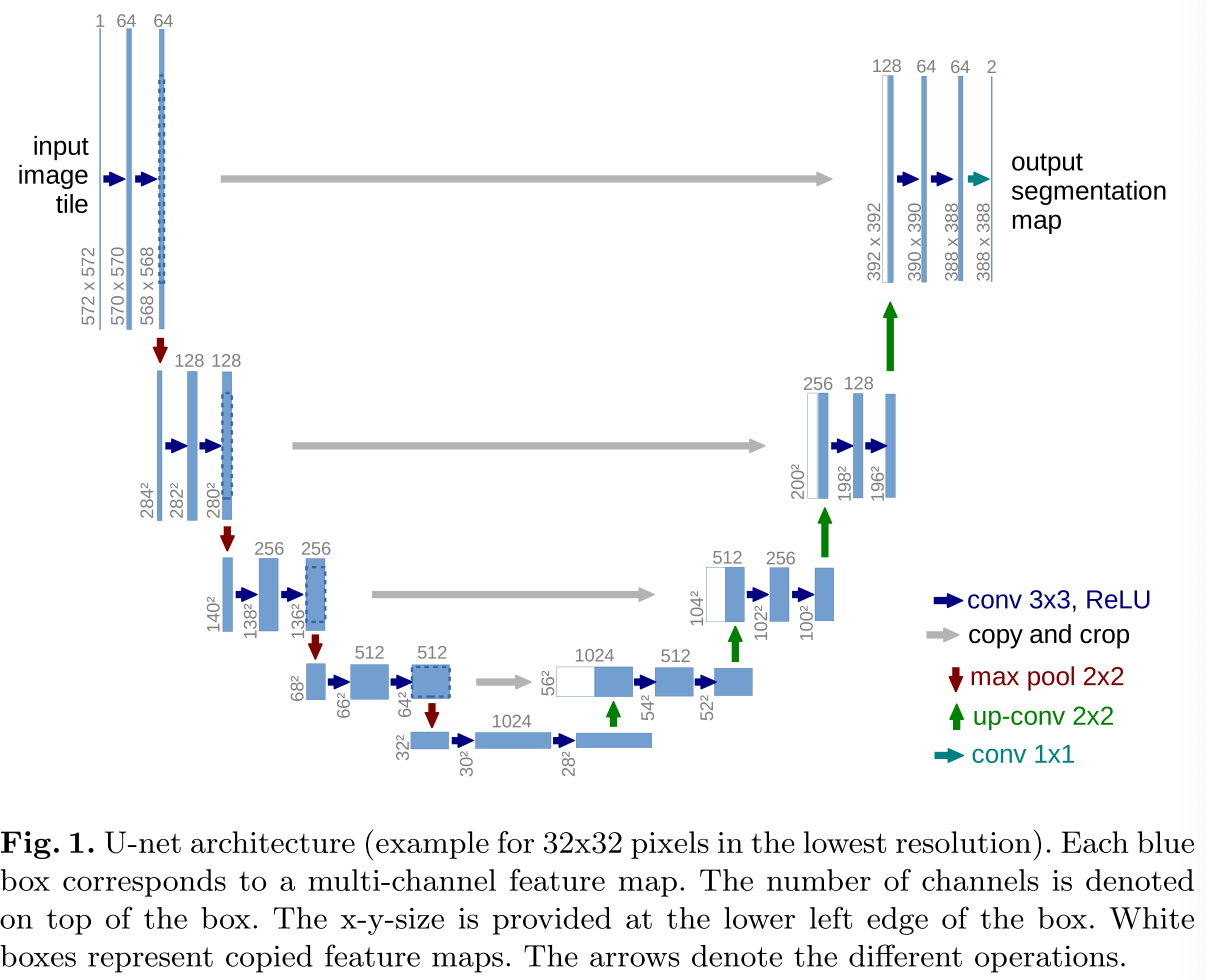 1 64 64
128 64 64 2
input
image
tile
output
segmentation
map
572 x 572
570 x 570
568 x 568
392 x 392
390 x 390
388 x 388
388 x 388
128 128
256 128
284²
282²
280²
200²
198²
196²
256 256
512 256
140²
138²
136²
104²
102²
100²
512 512
1024 512
68²
66²
64²
56²
54²
52²
1024
32²
30²
28²
conv 3x3, ReLU
copy and crop
max pool 2x2
up-conv 2x2
conv 1x1
Fig. 1. U-net architecture (example for 32x32 pixels in the lowest resolution). Each blue
box corresponds to a multi-channel feature map. The number of channels is denoted
on top of the box. The x-y-size is provided at the lower left edge of the box. White
boxes represent copied feature maps. The arrows denote the different operations.